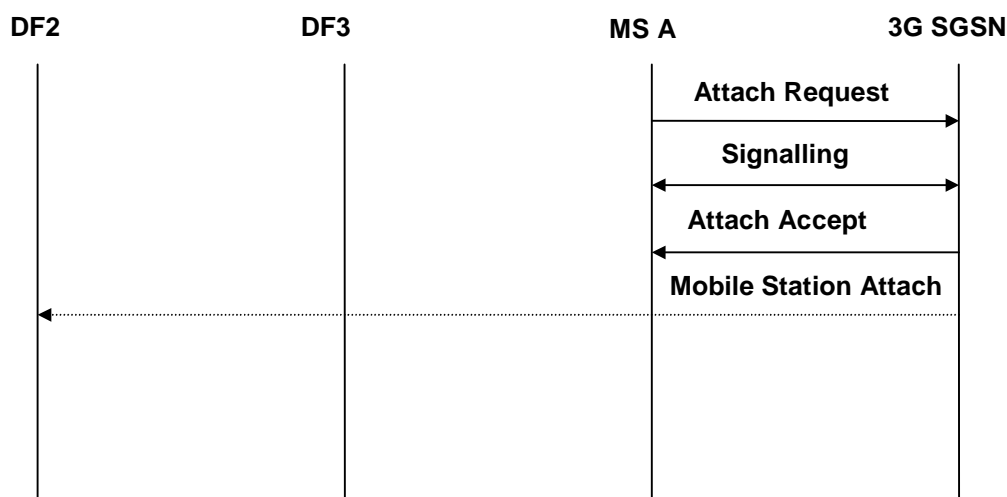 DF2 DF3 MS A 3G SGSN
Attach Request
Signalling
Attach Accept
Mobile Station Attach